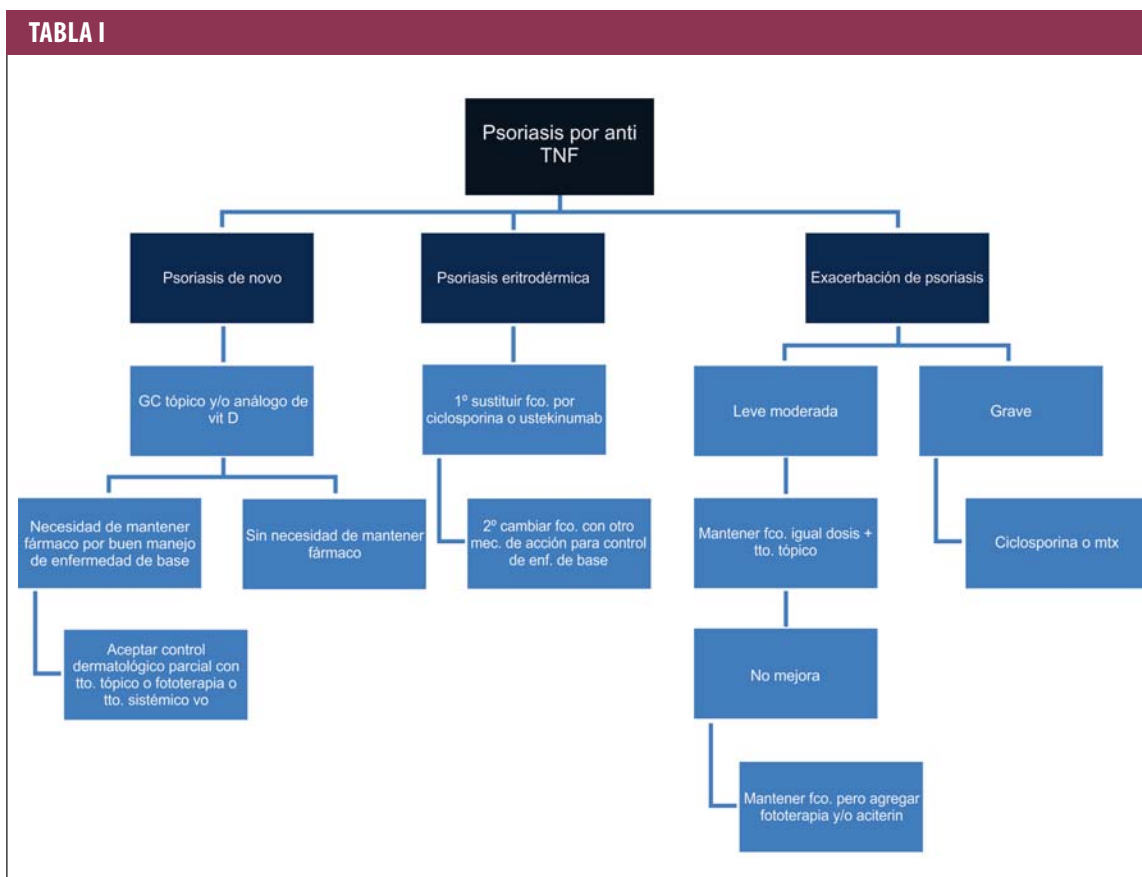 TABLA I
Psoriasis por anti
TNF
Psoriasis de novo
Psoriasis eritrodérmica
Exacerbación de psoriasis
GC tópico y/o análogo de
vit D
1º sustituir fco. por
ciclosporina o ustekinumab
Leve moderada
Grave
Necesidad de mantener
fármaco por buen manejo
de enfermedad de base
Sin necesidad de mantener
fármaco
2º cambiar fco. con otro
mec. de acción para control
de enf. de base
Mantener fco. igual dosis +
tto. tópico
Ciclosporina o mtx
Aceptar control
dermatológico parcial con
tto. tópico o fototerapia o
tto. sistémico vo
No mejora
Mantener fco. pero agregar
fototerapia y/o aciterin